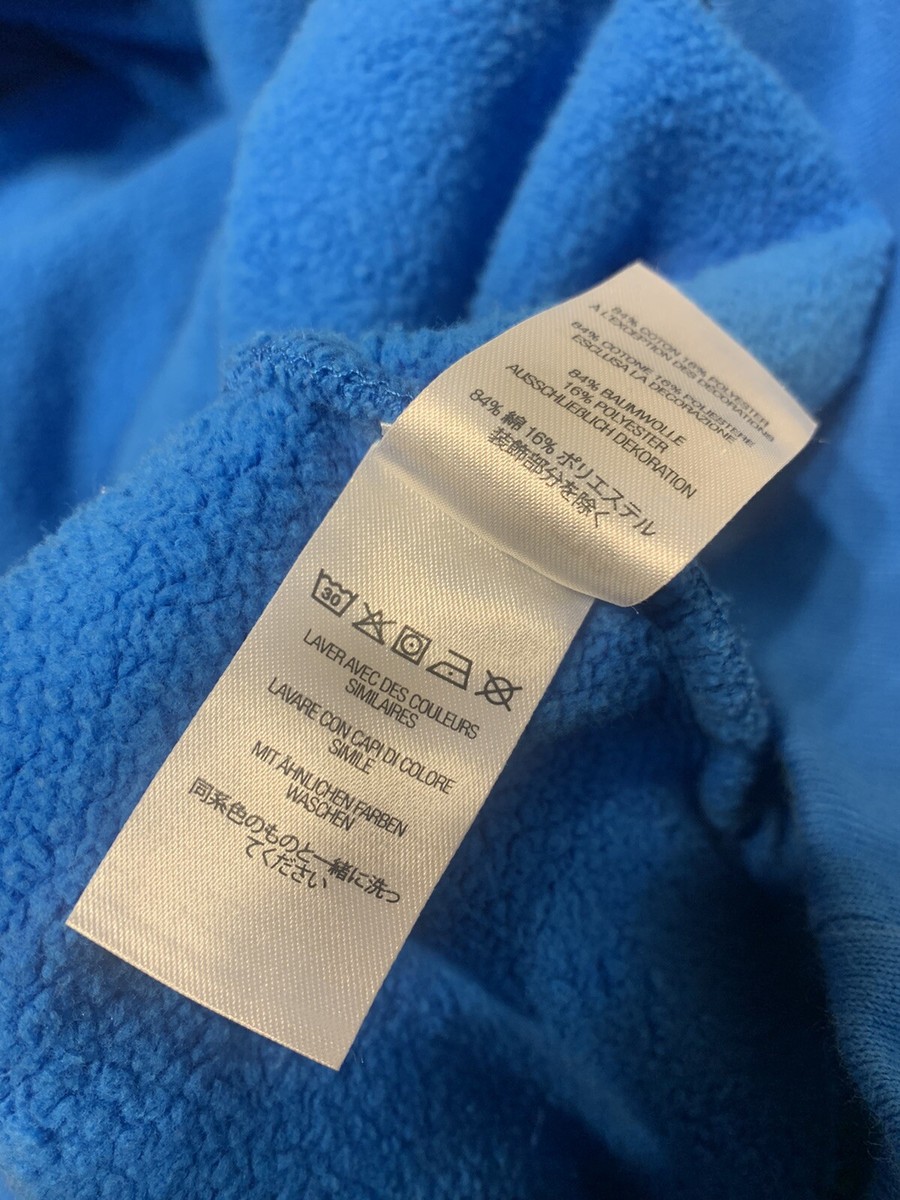 84% COTON 16% POLYESTER
A L'EXCEPTION DES DECORATIONS
84% COTONE 16% POLIESTERE
ESCLUSA LA DECORAZIONE
84% BAUMWOLLE
16% POLYESTER
AUSSCHLIEBLICH DEKORATION
84% 綿 16% ポリエステル
装飾部分を除く
30
LAVER AVEC DES COULEURS
SIMILAIRES
LAVARE CON CAPI DI COLORE
SIMILE
MIT ÄHNLICHEN FARBEN
WASCHEN
同系色のものと一緒に洗っ
てください